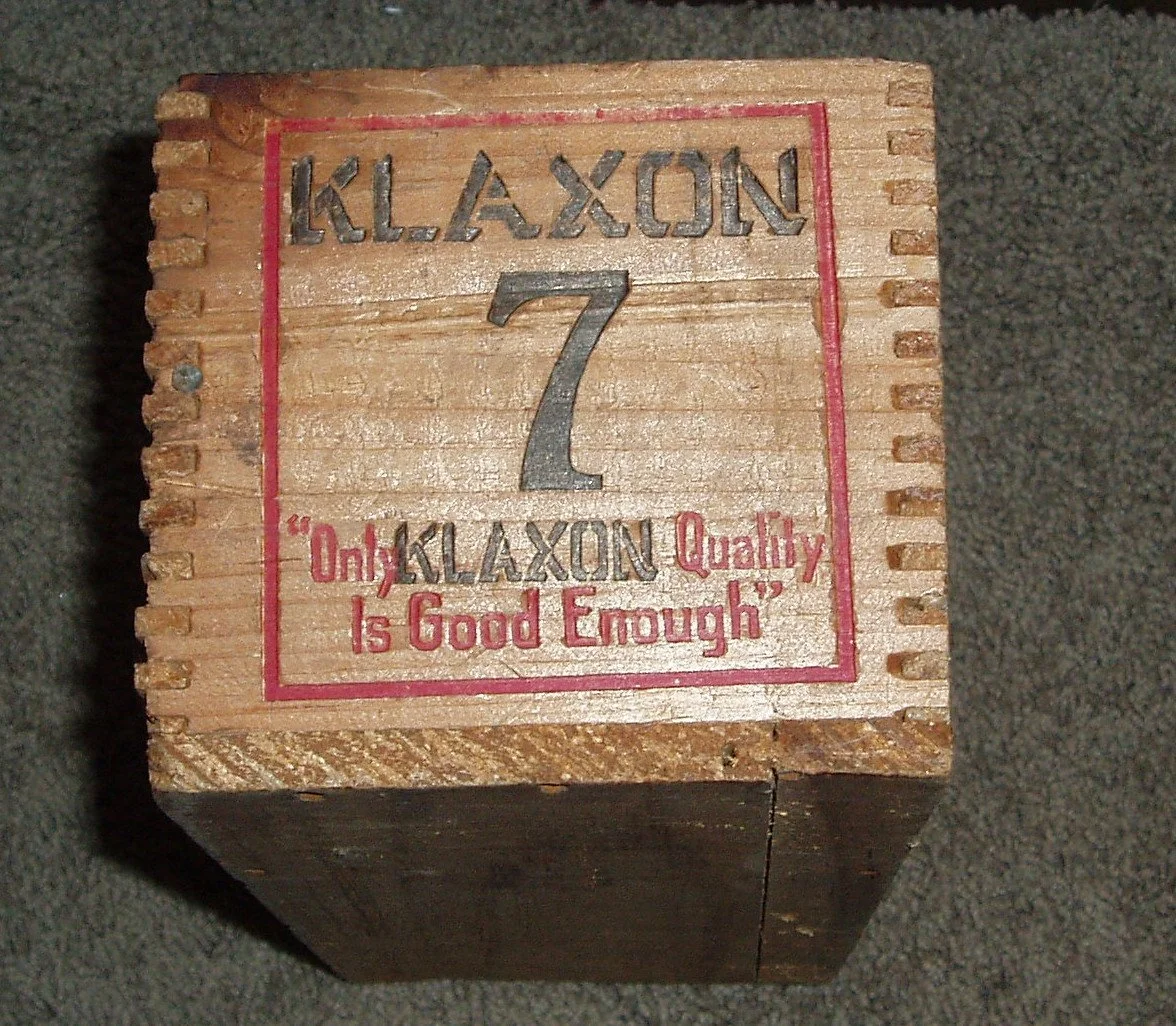 KLAXON
7
"Only KLAXON Quality
Is Good Enough"